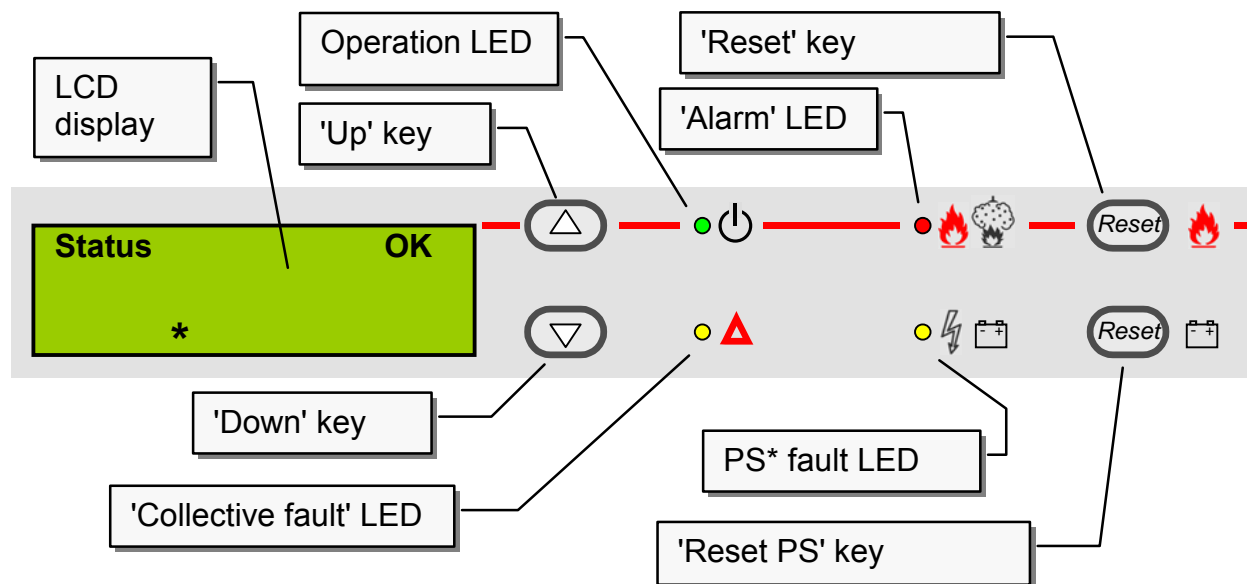 Operation LED
'Reset' key
LCD
display
'Alarm' LED
'Up' key
Status OK
*
Reset
Reset
'Down' key
PS* fault LED
'Collective fault' LED
'Reset PS' key